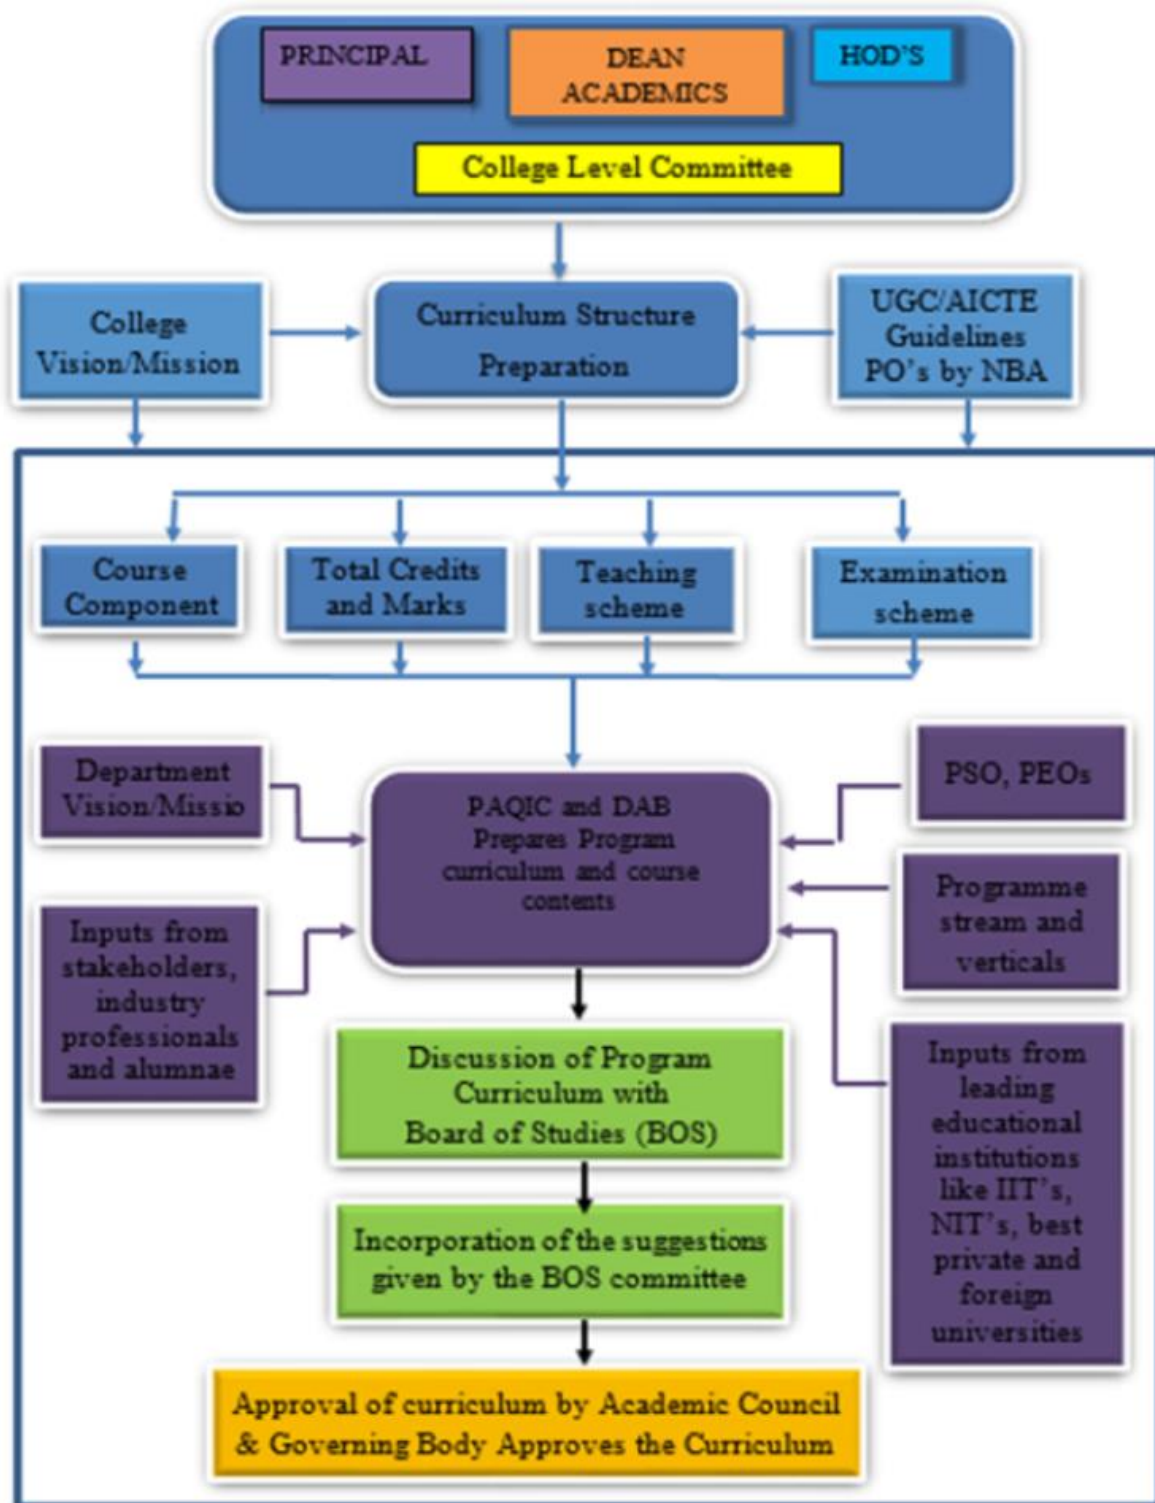 PRINCIPAL
DEAN
ACADEMICS
HOD'S
College Level Committee
College
Vision/Mission
Curriculum Structure
Preparation
UGC/AICTE
Guidelines
PO's by NBA
Course
Component
Total Credits
and Marks
Teaching
scheme
Examination
scheme
Department
Vision/Missio
PAQIC and DAB
Prepares Program
curriculum and course
contents
PSO, PEOs
Programme
stream and
verticals
Inputs from
stakeholders,
industry
professionals
and alumnae
Discussion of Program
Curriculum with
Board of Studies (BOS)
Inputs from
leading
educational
institutions
like IIT's,
NIT's, best
private and
foreign
universities
Incorporation of the suggestions
given by the BOS committee
Approval of curriculum by Academic Council
& Governing Body Approves the Curriculum